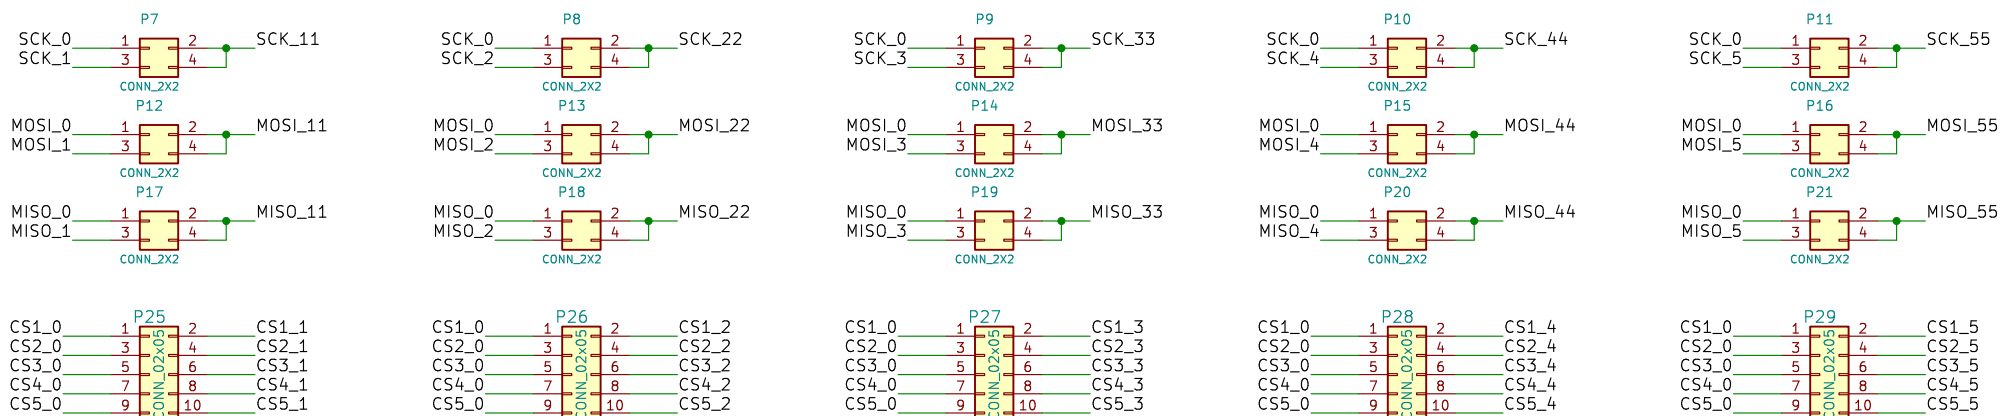 P7 P8 P9 P10 P11
SCK_0 1 2 SCK_11 SCK_0 1 2 SCK_22 SCK_0 1 2 SCK_33 SCK_0 1 2 SCK_44 SCK_0 1 2 SCK_55
SCK_1 3 4 SCK_2 3 4 SCK_3 3 4 SCK_4 3 4 SCK_5 3 4
CONN_2X2 CONN_2X2 CONN_2X2 CONN_2X2 CONN_2X2
P12 P13 P14 P15 P16
MOSI_0 1 2 MOSI_11 MOSI_0 1 2 MOSI_22 MOSI_0 1 2 MOSI_33 MOSI_0 1 2 MOSI_44 MOSI_0 1 2 MOSI_55
MOSI_1 3 4 MOSI_2 3 4 MOSI_3 3 4 MOSI_4 3 4 MOSI_5 3 4
CONN_2X2 CONN_2X2 CONN_2X2 CONN_2X2 CONN_2X2
P17 P18 P19 P20 P21
MISO_0 1 2 MISO_11 MISO_0 1 2 MISO_22 MISO_0 1 2 MISO_33 MISO_0 1 2 MISO_44 MISO_0 1 2 MISO_55
MISO_1 3 4 MISO_2 3 4 MISO_3 3 4 MISO_4 3 4 MISO_5 3 4
CONN_2X2 CONN_2X2 CONN_2X2 CONN_2X2 CONN_2X2
P25 P26 P27 P28 P29
CS1_0 1 2 CS1_1 CS1_0 1 2 CS1_2 CS1_0 1 2 CS1_3 CS1_0 1 2 CS1_4 CS1_0 1 2 CS1_5
CS2_0 3 4 CS2_1 CS2_0 3 4 CS2_2 CS2_0 3 4 CS2_3 CS2_0 3 4 CS2_4 CS2_0 3 4 CS2_5
CS3_0 5 6 CS3_1 CS3_0 5 6 CS3_2 CS3_0 5 6 CS3_3 CS3_0 5 6 CS3_4 CS3_0 5 6 CS3_5
CS4_0 7 8 CS4_1 CS4_0 7 8 CS4_2 CS4_0 7 8 CS4_3 CS4_0 7 8 CS4_4 CS4_0 7 8 CS4_5
CS5_0 9 10 CS5_1 CS5_0 9 10 CS5_2 CS5_0 9 10 CS5_3 CS5_0 9 10 CS5_4 CS5_0 9 10 CS5_5
CONN_02x05 CONN_02x05 CONN_02x05 CONN_02x05 CONN_02x05